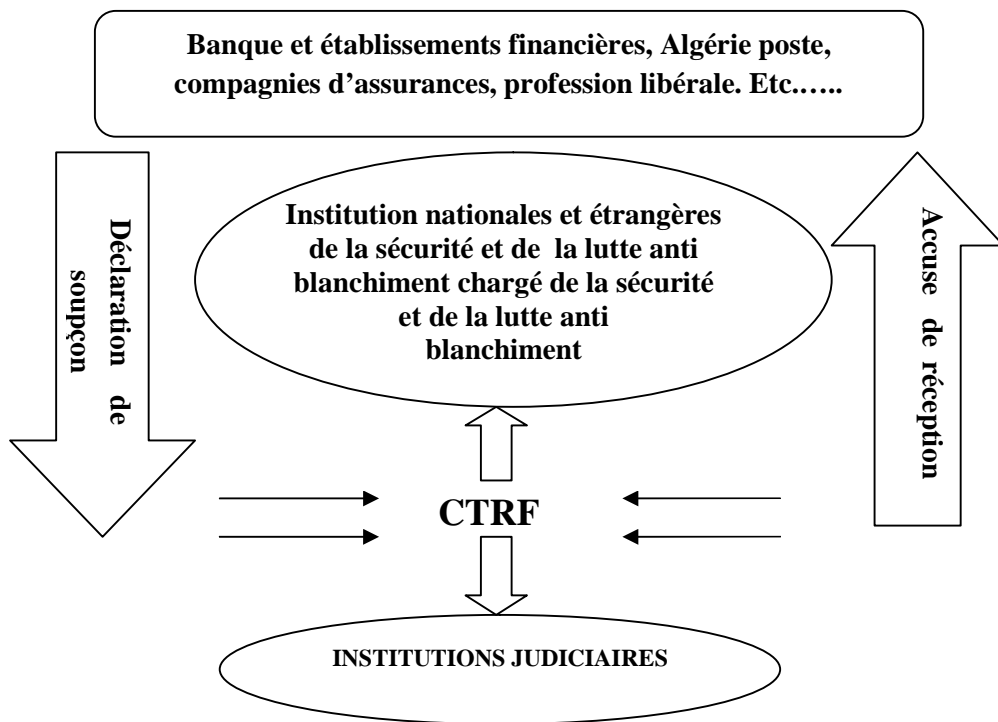 Banque et établissements financières, Algérie poste,
compagnies d’assurances, profession libérale. Etc.…..
Déclaration de
soupçon
Institution nationales et étrangères
de la sécurité et de la lutte anti
blanchiment chargé de la sécurité
et de la lutte anti
blanchiment
Accuse de réception
CTRF
INSTITUTIONS JUDICIAIRES